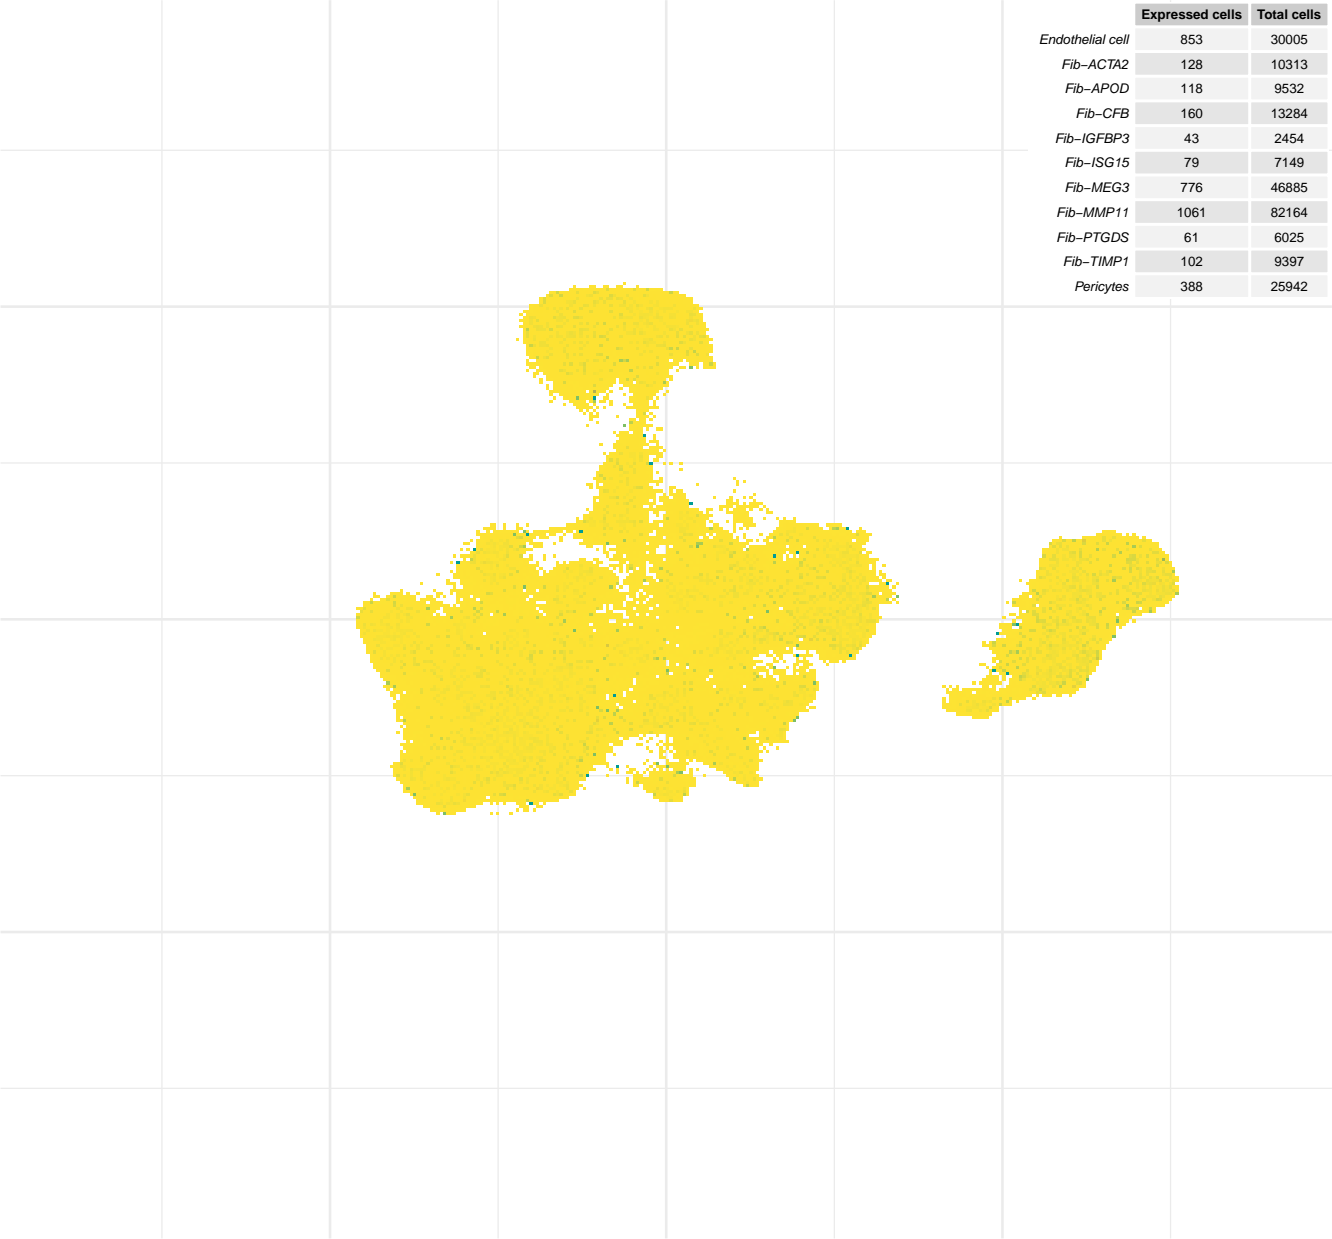 Expressed cells Total cells
Endothelial cell 853 30005
Fib−ACTA2 128 10313
Fib−APOD 118 9532
Fib−CFB 160 13284
Fib−IGFBP3 43 2454
Fib−ISG15 79 7149
Fib−MEG3 776 46885
Fib−MMP11 1061 82164
Fib−PTGDS 61 6025
Fib−TIMP1 102 9397
Pericytes 388 25942